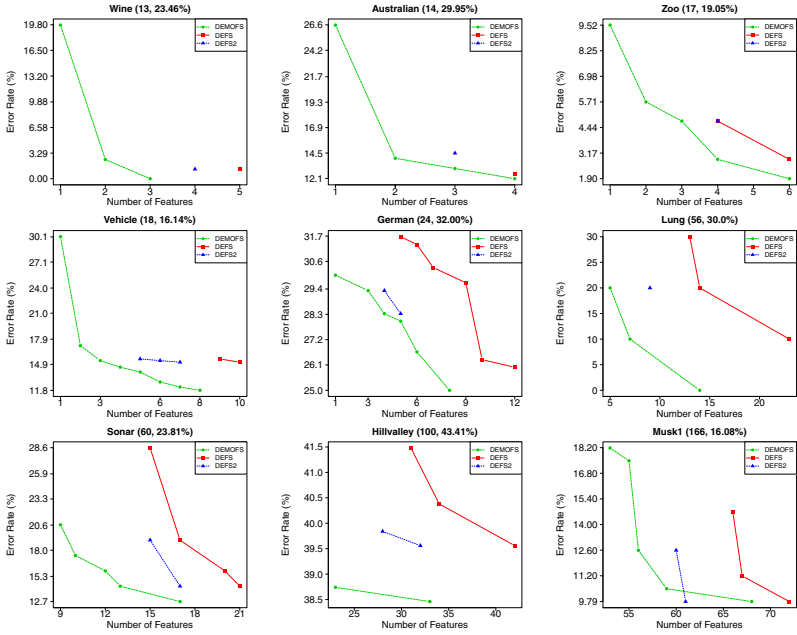 Wine (13, 23.46%)
Error Rate (%)
19.80
16.50
13.20
9.88
6.58
3.29
0.00
1 2 3 4 5
Number of Features
DEMOFS
DEFS
DEFS2
Australian (14, 29.95%)
Error Rate (%)
26.6
24.2
21.7
19.3
16.9
14.5
12.1
1 2 3 4
Number of Features
DEMOFS
DEFS
DEFS2
Zoo (17, 19.05%)
Error Rate (%)
9.52
8.25
6.98
5.71
4.44
3.17
1.90
1 2 3 4 6
Number of Features
DEMOFS
DEFS
DEFS2
Vehicle (18, 16.14%)
Error Rate (%)
30.1
27.1
24.0
21.0
17.9
14.9
11.8
1 3 6 8 10
Number of Features
DEMOFS
DEFS
DEFS2
German (24, 32.00%)
Error Rate (%)
31.7
30.6
29.4
28.3
27.2
26.1
25.0
1 3 6 9 12
Number of Features
DEMOFS
DEFS
DEFS2
Lung (56, 30.0%)
Error Rate (%)
30
25
20
15
10
5
0
5 10 15 20
Number of Features
DEMOFS
DEFS
DEFS2
Sonar (60, 23.81%)
Error Rate (%)
28.6
25.9
23.3
20.6
18.0
15.3
12.7
9 12 15 18 21
Number of Features
DEMOFS
DEFS
DEFS2
Hillvalley (100, 43.41%)
Error Rate (%)
41.5
41.0
40.5
40.0
39.5
38.0
38.5
25 30 35 40
Number of Features
DEMOFS
DEFS
DEFS2
Musk1 (166, 16.08%)
Error Rate (%)
18.20
16.80
15.40
14.00
12.60
11.20
9.79
55 60 65 70
Number of Features
DEMOFS
DEFS
DEFS2